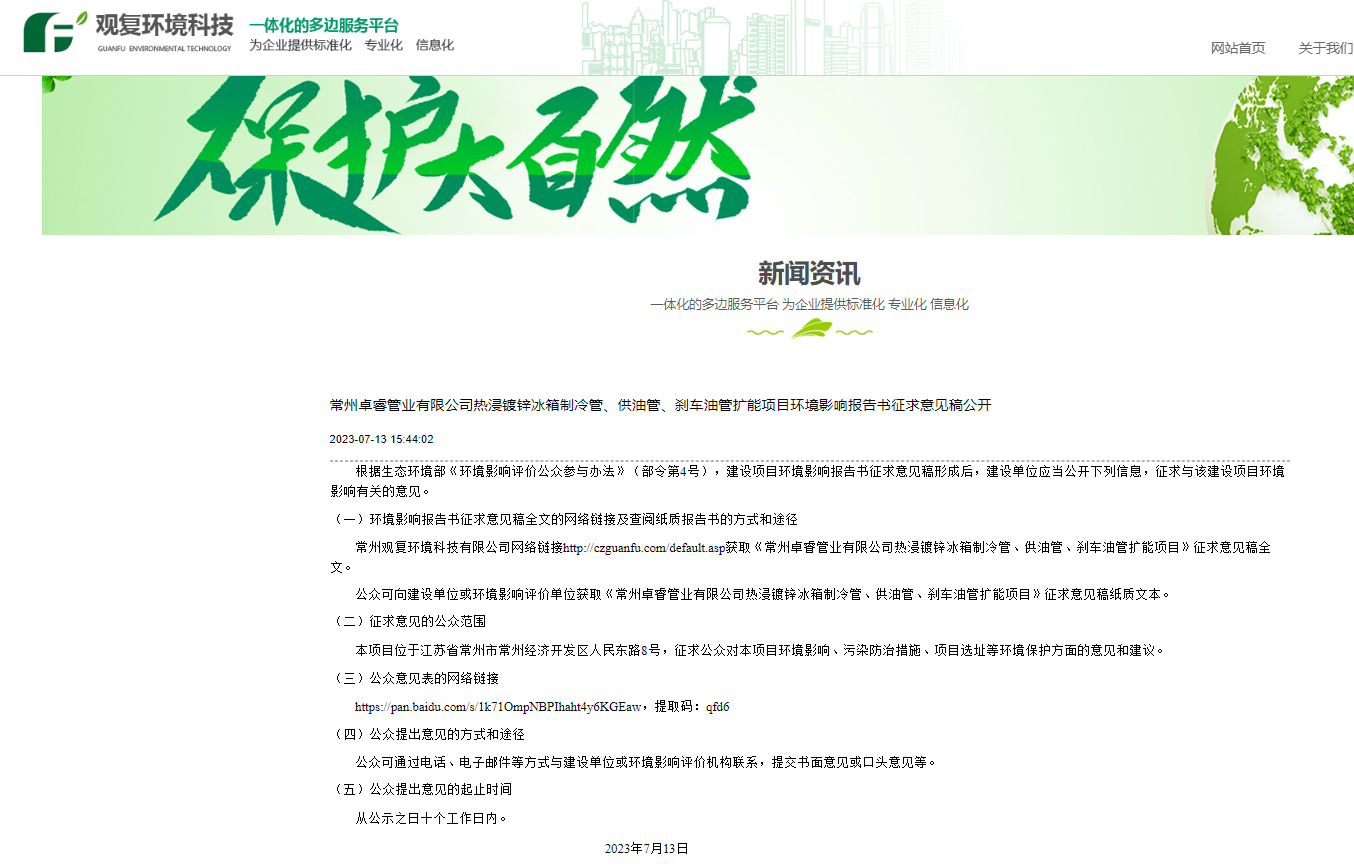 观复环境科技
GUANFU ENVIRONMENTAL TECHNOLOGY
一体化的多边服务平台
为企业提供标准化 专业化 信息化
网站首页 关于我们
保护大自然
新闻资讯
一体化的多边服务平台 为企业提供标准化 专业化 信息化
常州卓睿管业有限公司热浸镀锌冰箱制冷管、供油管、刹车油管扩能项目环境影响报告书征求意见稿公开
2023-07-13 15:44:02
根据生态环境部《环境影响评价公众参与办法》（部令第4号），建设项目环境影响报告书征求意见稿形成后，建设单位应当公开下列信息，征求与该建设项目环境
影响有关的意见。
（一）环境影响报告书征求意见稿全文的网络链接及查阅纸质报告书的方式和途径
常州观复环境科技有限公司网络链接http://czguanfu.com/default.asp获取《常州卓睿管业有限公司热浸镀锌冰箱制冷管、供油管、刹车油管扩能项目》征求意见稿全
文。
公众可向建设单位或环境影响评价单位获取《常州卓睿管业有限公司热浸镀锌冰箱制冷管、供油管、刹车油管扩能项目》征求意见稿纸质文本。
（二）征求意见的公众范围
本项目位于江苏省常州市常州经济开发区人民东路8号，征求公众对本项目环境影响、污染防治措施、项目选址等环境保护方面的意见和建议。
（三）公众意见表的网络链接
https://pan.baidu.com/s/1k71OmpNBPIhaht4y6KGEaw，提取码：qfd6
（四）公众提出意见的方式和途径
公众可通过电话、电子邮件等方式与建设单位或环境影响评价机构联系，提交书面意见或口头意见等。
（五）公众提出意见的起止时间
从公示之日十个工作日内。
2023年7月13日